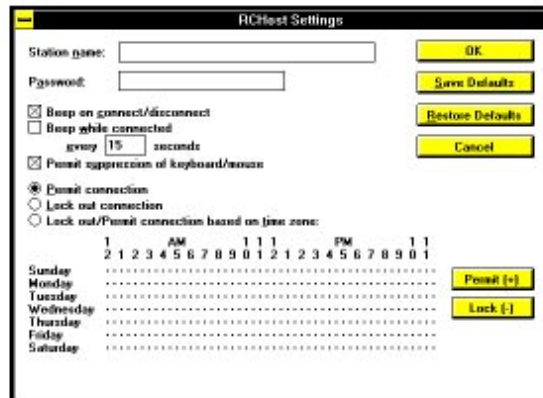 RCHost Settings
Station name:
OK
Password:
Save Defaults
Beep on connect/disconnect
Beep while connected
Restore Defaults
every 15 seconds
Cancel
Permit suppression of keyboard/mouse
Permit connection
Lock out connection
Lock out/Permit connection based on time zone:
1 AM 1 1 1 PM 1 1
2 1 2 3 4 5 6 7 8 9 0 1 2 1 2 3 4 5 6 7 8 9 0 1
Sunday
Monday
Permit (+)
Tuesday
Wednesday
Lock (-)
Thursday
Friday
Saturday